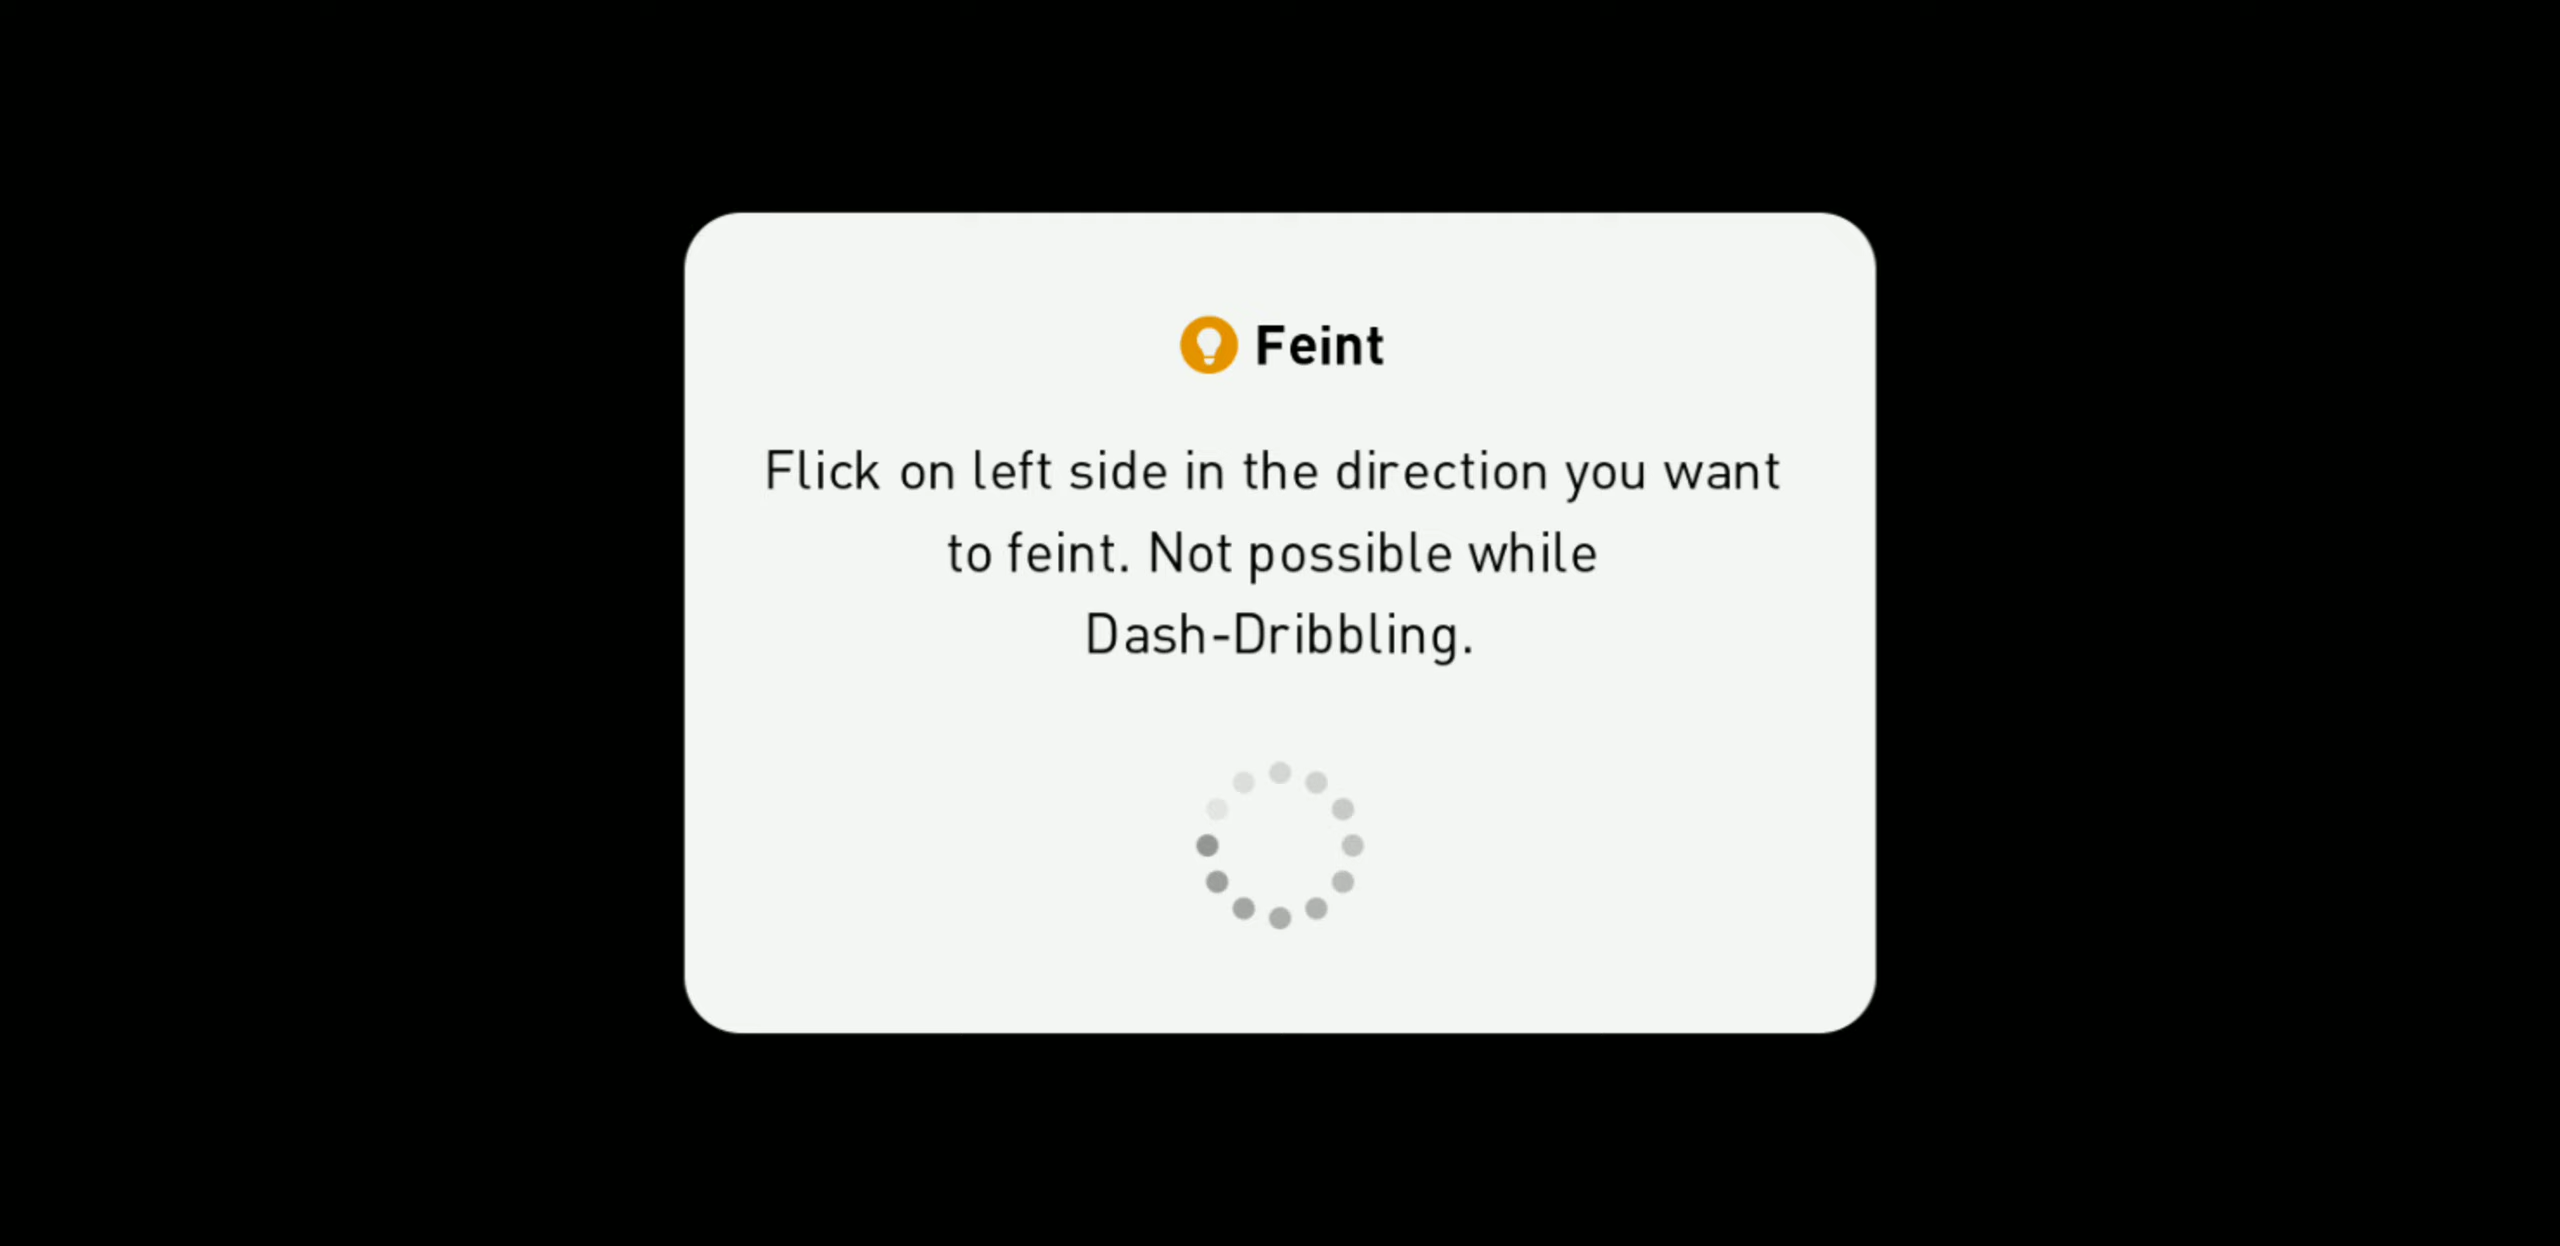 Feint
Flick on left side in the direction you want
to feint. Not possible while
Dash-Dribbling.